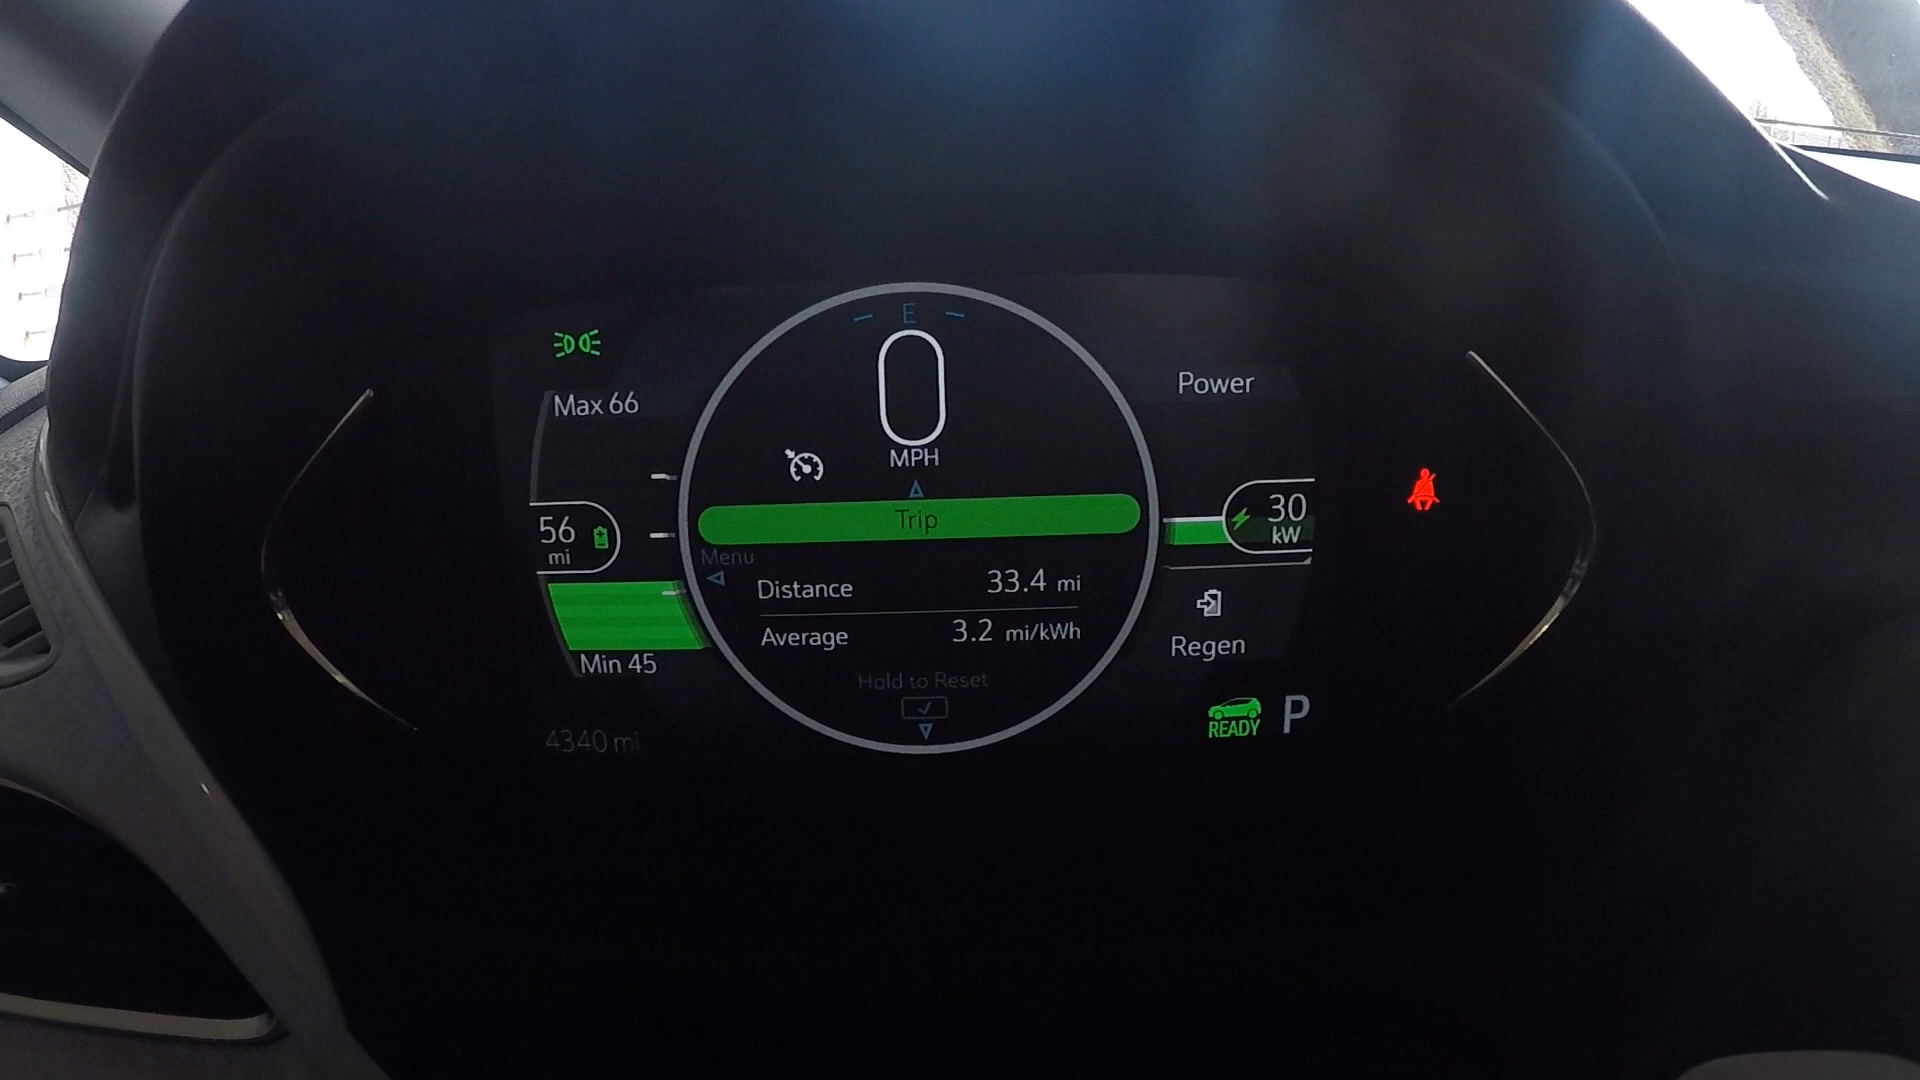 E
Max 66
0
MPH
Power
56
mi
Trip
30
kW
Menu
Distance 33.4 mi
Average 3.2 mi/kWh
Min 45
Regen
Hold to Reset
4340 mi
READY P